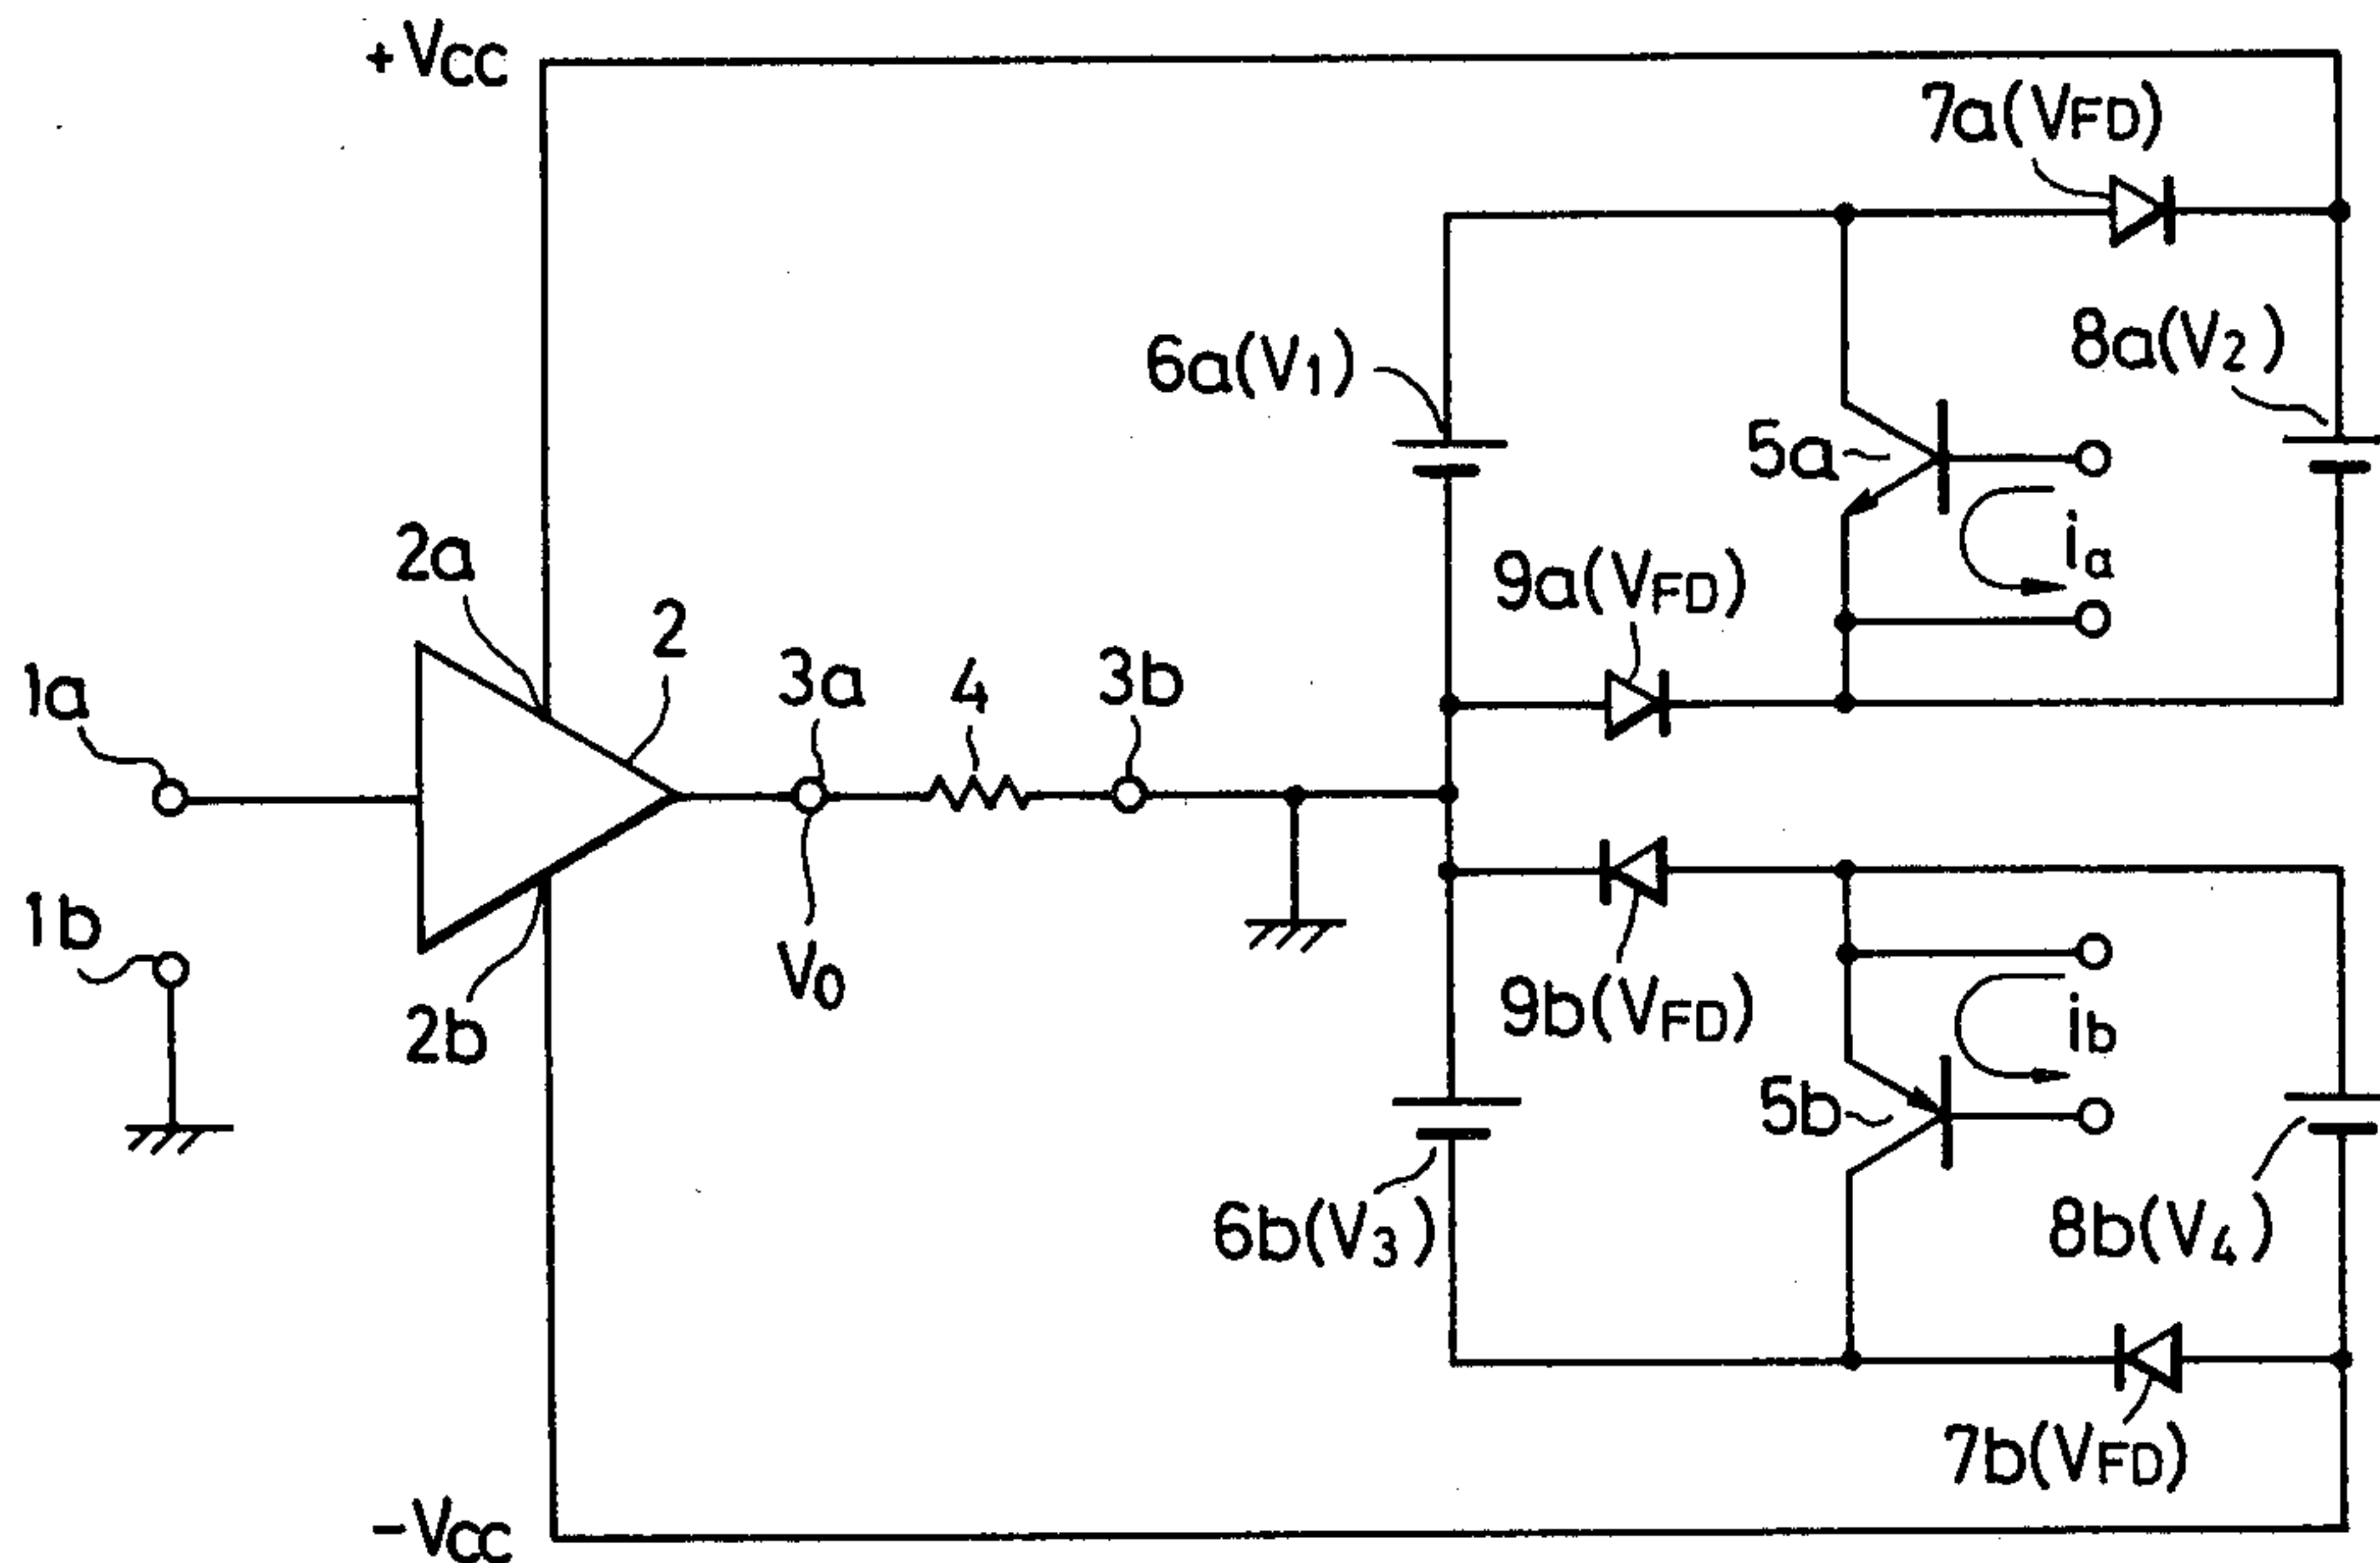 +VCC
7a(VFD)
6a(V1)
8a(V2)
5a
2a
ia
9a(VFD)
2
1a
3a
4
3b
1b
V0
2b
9b(VFD)
ib
5b
6b(V3)
8b(V4)
7b(VFD)
-VCC